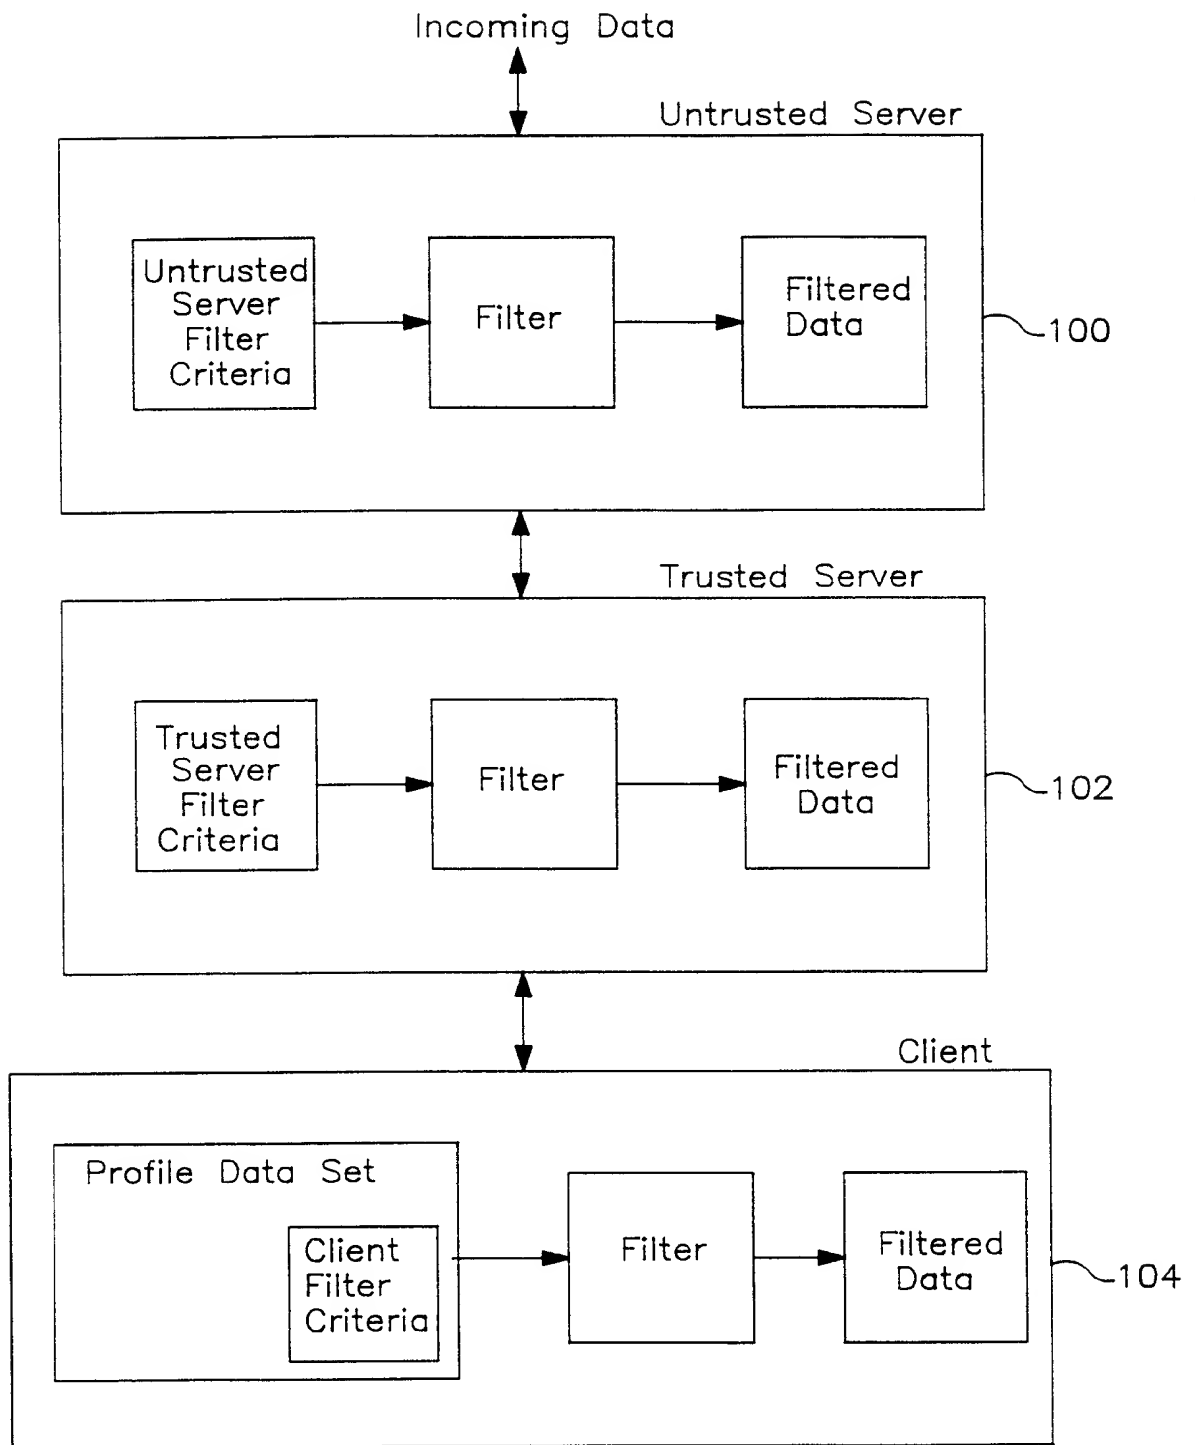 Incoming Data
Untrusted Server
Untrusted
Server
Filter
Criteria
Filter
Filtered
Data
100
Trusted Server
Trusted
Server
Filter
Criteria
Filter
Filtered
Data
102
Client
Profile Data Set
Client
Filter
Criteria
Filter
Filtered
Data
104